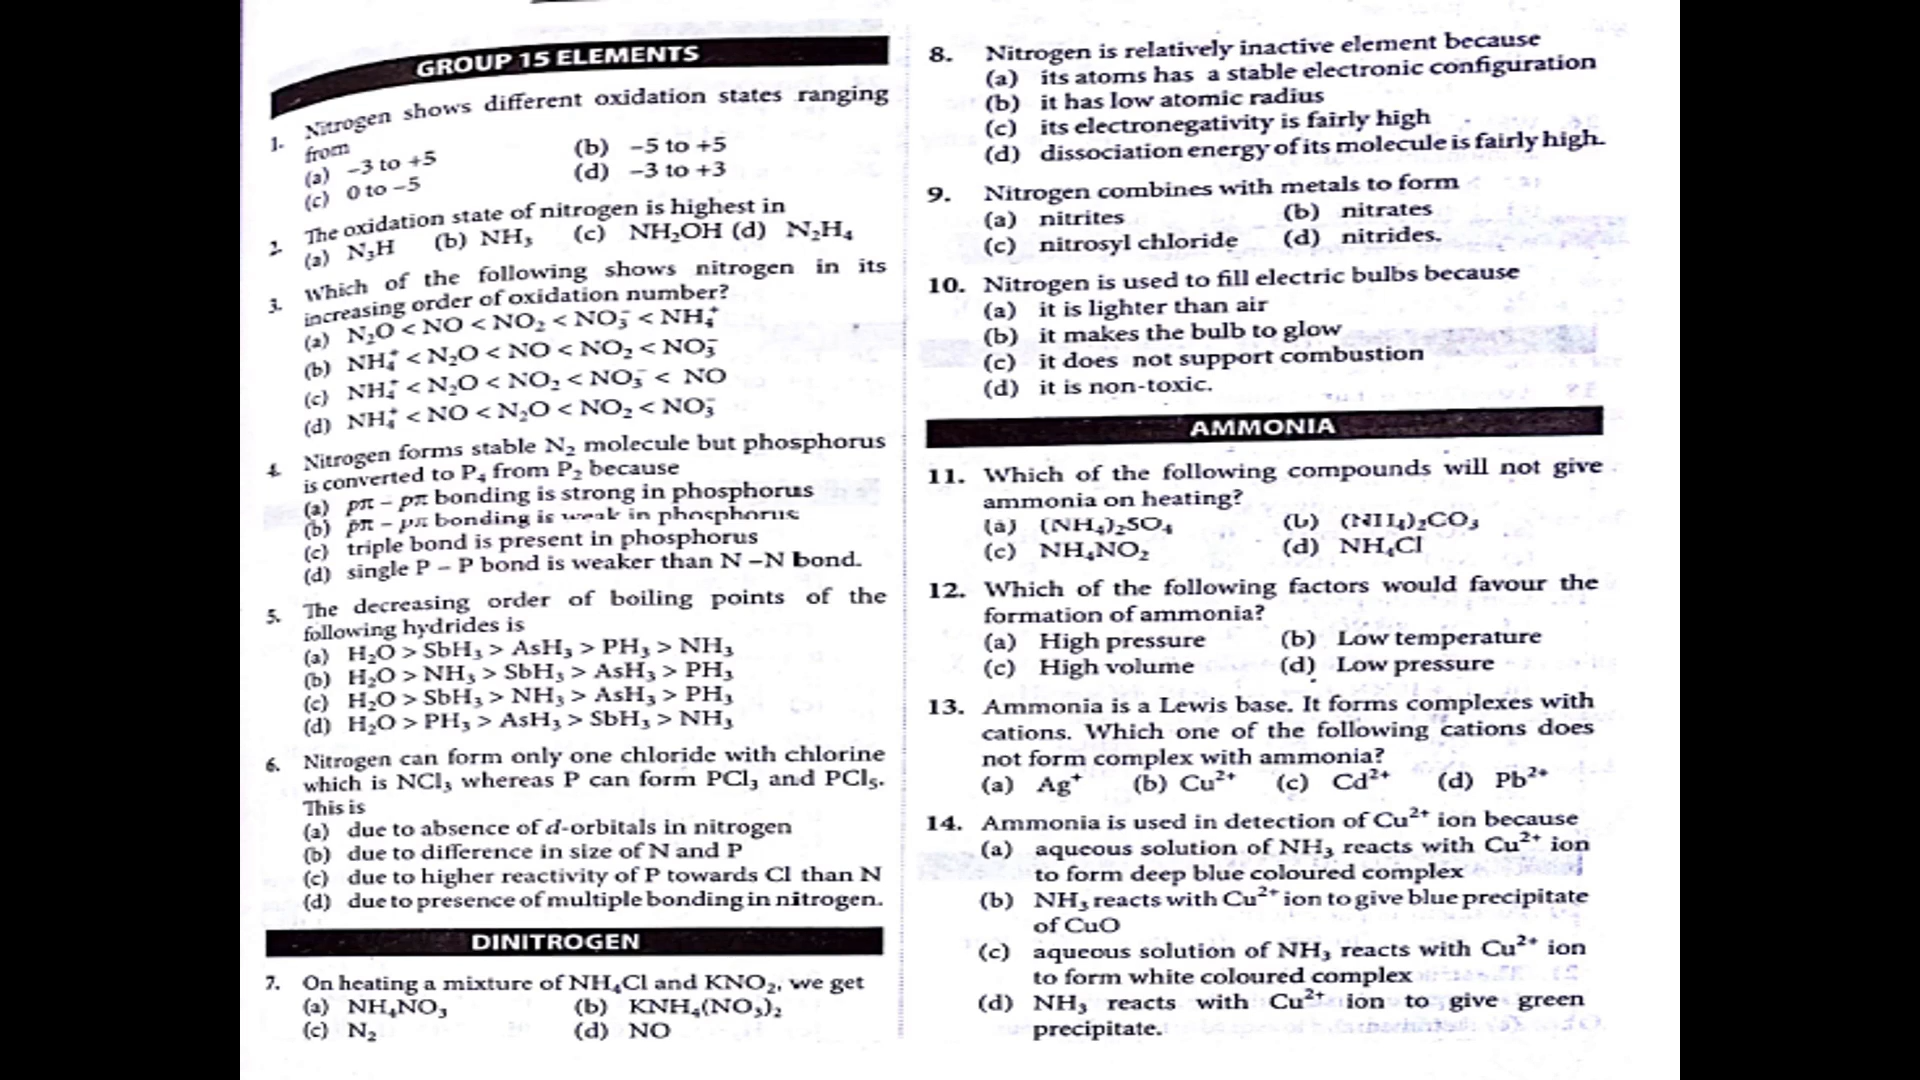 GROUP 15 ELEMENTS
1. Nitrogen shows different oxidation states ranging
from
(a) –3 to +5 (b) –5 to +5
(c) 0 to –5 (d) –3 to +3
2. The oxidation state of nitrogen is highest in
(a) N₃H (b) NH₃ (c) NH₂OH (d) N₂H₄
3. Which of the following shows nitrogen in its
increasing order of oxidation number?
(a) N₂O < NO < NO₂ < NO₃⁻ < NH₄⁺
(b) NH₄⁺ < N₂O < NO < NO₂ < NO₃⁻
(c) NH₄⁺ < N₂O < NO₂ < NO₃⁻ < NO
(d) NH₄⁺ < NO < N₂O < NO₂ < NO₃⁻
4. Nitrogen forms stable N₂ molecule but phosphorus
is converted to P₄ from P₂ because
(a) pπ – pπ bonding is strong in phosphorus
(b) pπ – pπ bonding is weak in phosphorus
(c) triple bond is present in phosphorus
(d) single P – P bond is weaker than N –N bond.
5. The decreasing order of boiling points of the
following hydrides is
(a) H₂O > SbH₃ > AsH₃ > PH₃ > NH₃
(b) H₂O > NH₃ > SbH₃ > AsH₃ > PH₃
(c) H₂O > SbH₃ > NH₃ > AsH₃ > PH₃
(d) H₂O > PH₃ > AsH₃ > SbH₃ > NH₃
6. Nitrogen can form only one chloride with chlorine
which is NCl₃ whereas P can form PCl₃ and PCl₅.
This is
(a) due to absence of d-orbitals in nitrogen
(b) due to difference in size of N and P
(c) due to higher reactivity of P towards Cl than N
(d) due to presence of multiple bonding in nitrogen.
DINITROGEN
7. On heating a mixture of NH₄Cl and KNO₂, we get
(a) NH₄NO₃ (b) KNH₄(NO₃)₂
(c) N₂ (d) NO
8. Nitrogen is relatively inactive element because
(a) its atoms has a stable electronic configuration
(b) it has low atomic radius
(c) its electronegativity is fairly high
(d) dissociation energy of its molecule is fairly high.
9. Nitrogen combines with metals to form
(a) nitrites (b) nitrates
(c) nitrosyl chloride (d) nitrides.
10. Nitrogen is used to fill electric bulbs because
(a) it is lighter than air
(b) it makes the bulb to glow
(c) it does not support combustion
(d) it is non-toxic.
AMMONIA
11. Which of the following compounds will not give
ammonia on heating?
(a) (NH₄)₂SO₄ (b) (NH₄)₂CO₃
(c) NH₄NO₂ (d) NH₄Cl
12. Which of the following factors would favour the
formation of ammonia?
(a) High pressure (b) Low temperature
(c) High volume (d) Low pressure
13. Ammonia is a Lewis base. It forms complexes with
cations. Which one of the following cations does
not form complex with ammonia?
(a) Ag⁺ (b) Cu²⁺ (c) Cd²⁺ (d) Pb²⁺
14. Ammonia is used in detection of Cu²⁺ ion because
(a) aqueous solution of NH₃ reacts with Cu²⁺ ion
to form deep blue coloured complex
(b) NH₃ reacts with Cu²⁺ ion to give blue precipitate
of CuO
(c) aqueous solution of NH₃ reacts with Cu²⁺ ion
to form white coloured complex
(d) NH₃ reacts with Cu²⁺ ion to give green
precipitate.